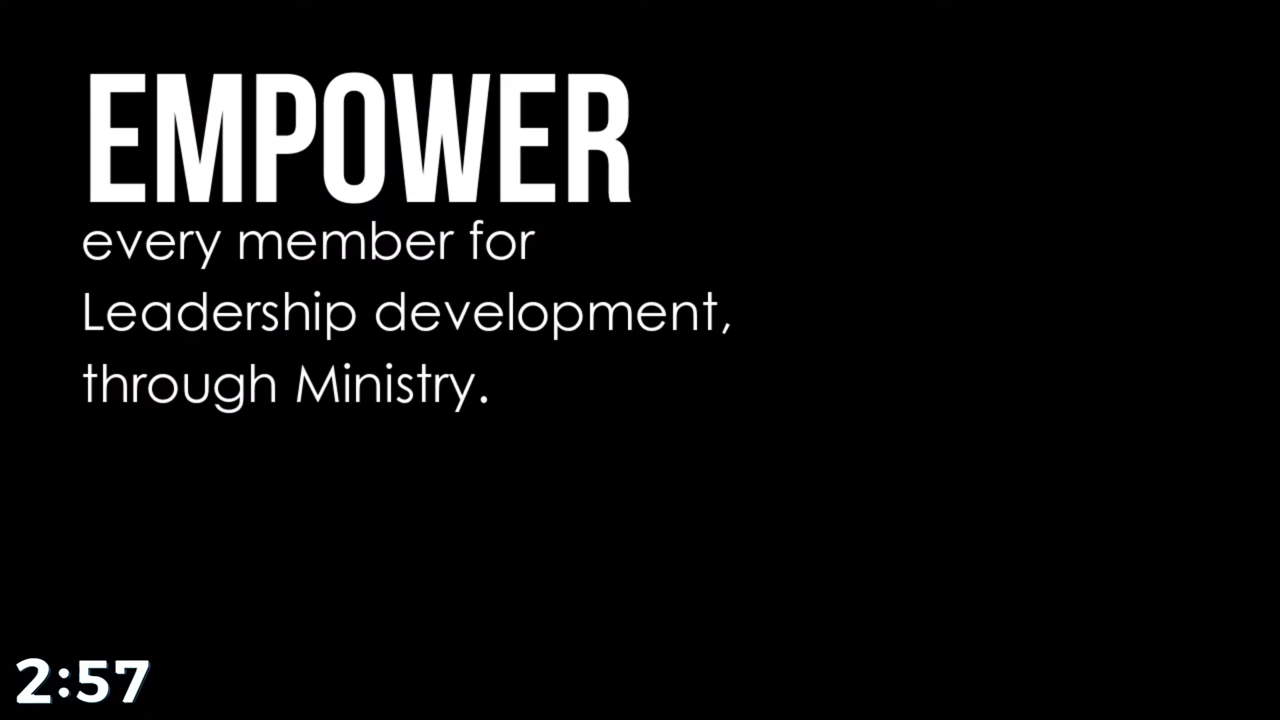 EMPOWER
every member for
Leadership development,
through Ministry.
2:57